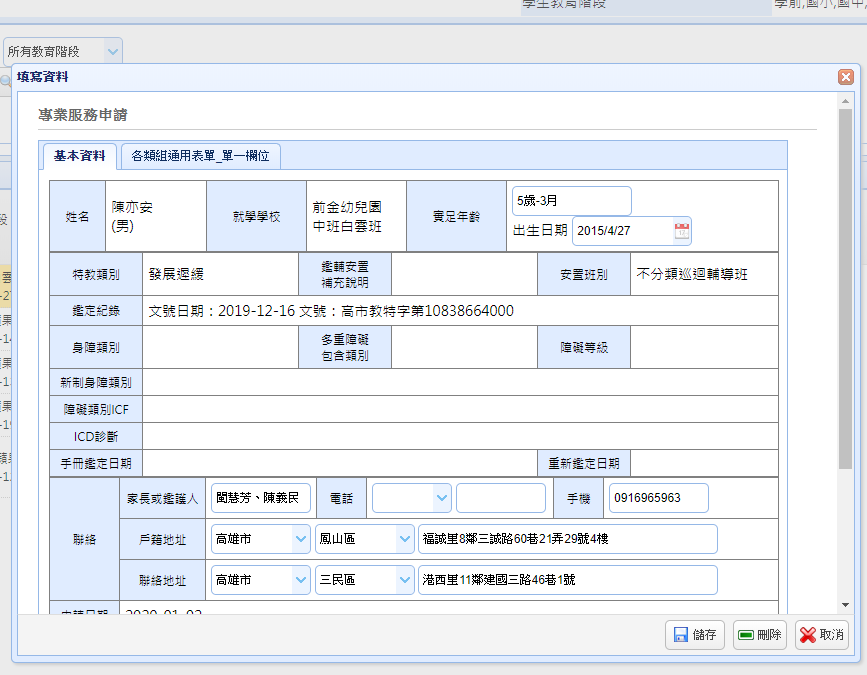 學生教育階段
學前,國小,國中,
所有教育階段
填寫資料
專業服務申請
基本資料 各類組通用表單_單一欄位
姓名 陳亦安 (男) 就學學校 前金幼兒園 中班白雲班 實足年齡 5歲-3月
出生日期 2015/4/27
特教類別 發展遲緩 鑑輔安置 補充說明 安置班別 不分類巡迴輔導班
鑑定紀錄 文號日期：2019-12-16 文號：高市教特字第10838664000
身障類別 多重障礙 包含類別 障礙等級
新制身障類別
障礙類別ICF
ICD診斷
手冊鑑定日期 重新鑑定日期
聯絡 家長或監護人 閩慧芳、陳義民 電話 手機 0916965963
戶籍地址 高雄市 鳳山區 福誠里8鄰三誠路60巷21弄29號4樓
聯絡地址 高雄市 三民區 港西里11鄰建國三路46巷1號
申請日期 2020-01-02
儲存 刪除 取消